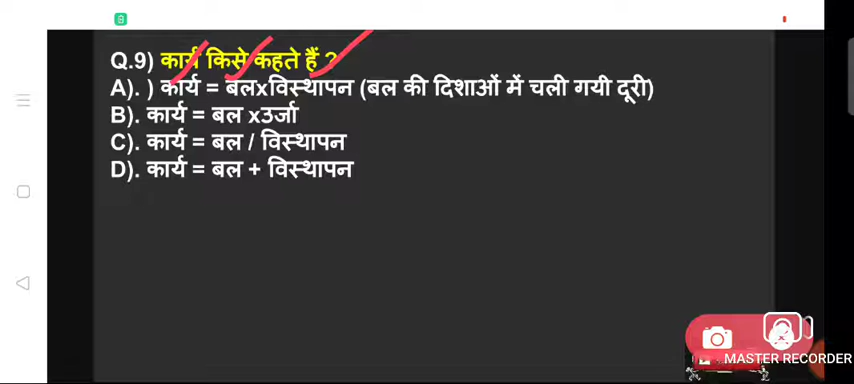 Q.9) कार्य किसे कहते हैं ?
A). ) कार्य = बलxविस्थापन (बल की दिशाओं में चली गयी दूरी)
B). कार्य = बल xउर्जा
C). कार्य = बल / विस्थापन
D). कार्य = बल + विस्थापन
MASTER RECORDER